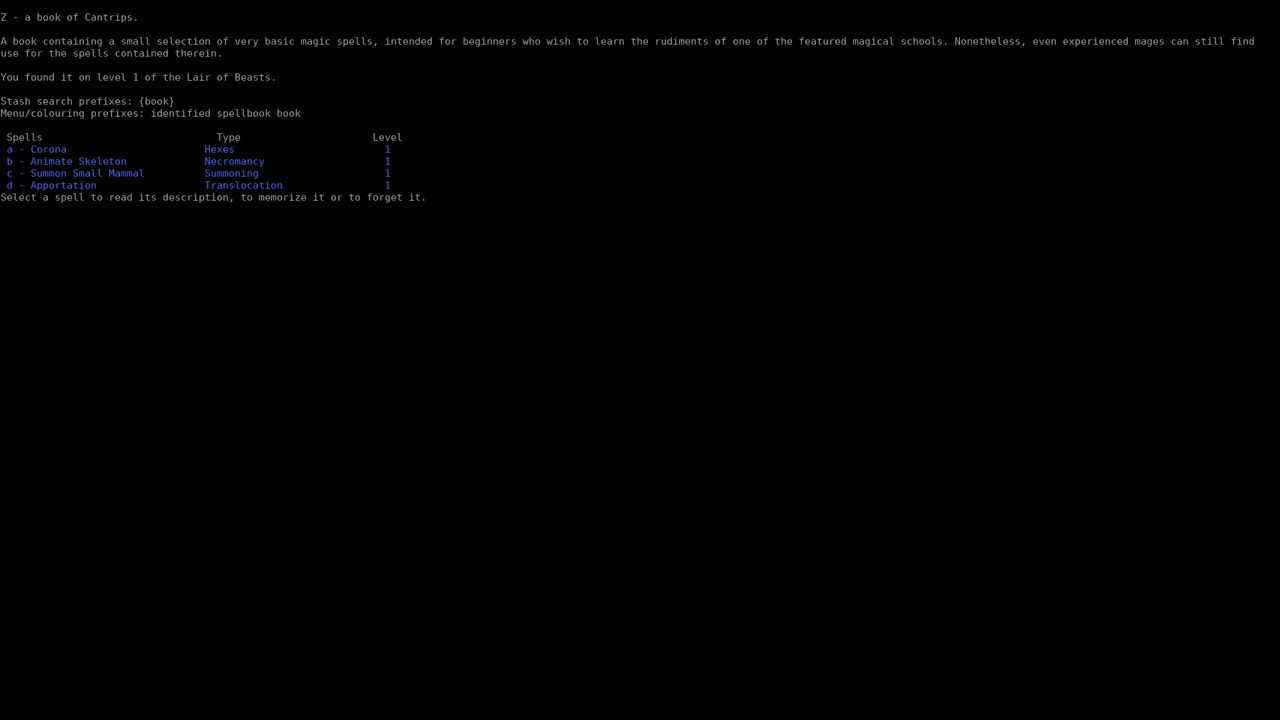 Z - a book of Cantrips.
A book containing a small selection of very basic magic spells, intended for beginners who wish to learn the rudiments of one of the featured magical schools. Nonetheless, even experienced mages can still find
use for the spells contained therein.
You found it on level 1 of the Lair of Beasts.
Stash search prefixes: {book}
Menu/colouring prefixes: identified spellbook book
Spells Type Level
a - Corona Hexes 1
b - Animate Skeleton Necromancy 1
c - Summon Small Mammal Summoning 1
d - Apportation Translocation 1
Select a spell to read its description, to memorize it or to forget it.